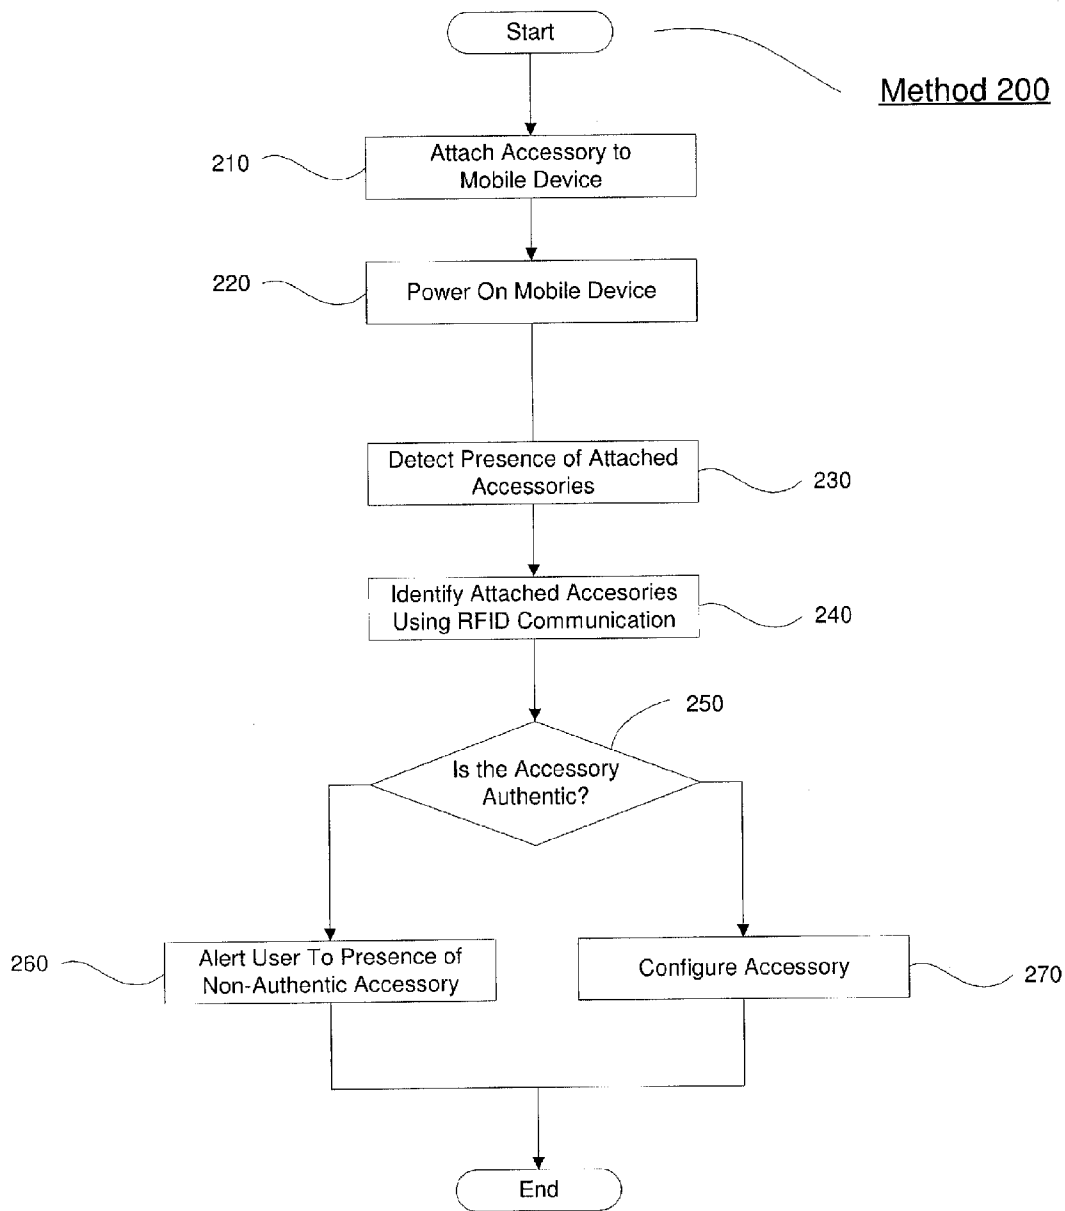 Start
Method 200
210
Attach Accessory to
Mobile Device
220
Power On Mobile Device
Detect Presence of Attached
Accessories
230
Identify Attached Accesories
Using RFID Communication
240
250
Is the Accessory
Authentic?
260
Alert User To Presence of
Non-Authentic Accessory
Configure Accessory
270
End